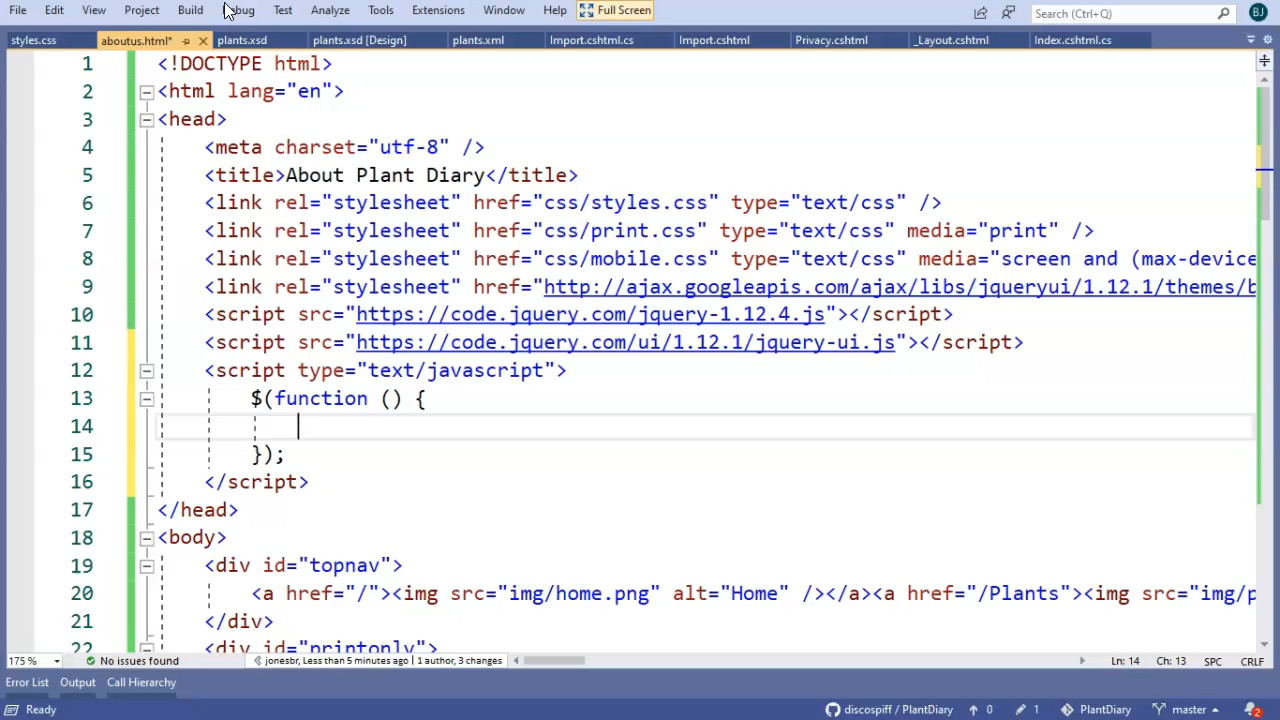 File Edit View Project Build Debug Test Analyze Tools Extensions Window Help Full Screen Search (Ctrl+Q) BJ
styles.css aboutus.html* plants.xsd plants.xsd [Design] plants.xml Import.cshtml.cs Import.cshtml Privacy.cshtml _Layout.cshtml Index.cshtml.cs
1 <!DOCTYPE html>
2 <html lang="en">
3 <head>
4 <meta charset="utf-8" />
5 <title>About Plant Diary</title>
6 <link rel="stylesheet" href="css/styles.css" type="text/css" />
7 <link rel="stylesheet" href="css/print.css" type="text/css" media="print" />
8 <link rel="stylesheet" href="css/mobile.css" type="text/css" media="screen and (max-device
9 <link rel="stylesheet" href="http://ajax.googleapis.com/ajax/libs/jqueryui/1.12.1/themes/b
10 <script src="https://code.jquery.com/jquery-1.12.4.js"></script>
11 <script src="https://code.jquery.com/ui/1.12.1/jquery-ui.js"></script>
12 <script type="text/javascript">
13 $(function () {
14
15 });
16 </script>
17 </head>
18 <body>
19 <div id="topnav">
20 <a href="/"><img src="img/home.png" alt="Home" /></a><a href="/Plants"><img src="img/p
21 </div>
22 <div id="printonly">
175 % No issues found jonesbr, Less than 5 minutes ago | 1 author, 3 changes Ln: 14 Ch: 13 SPC CRLF
Error List Output Call Hierarchy
Ready discospiff / PlantDiary 0 1 PlantDiary master 2